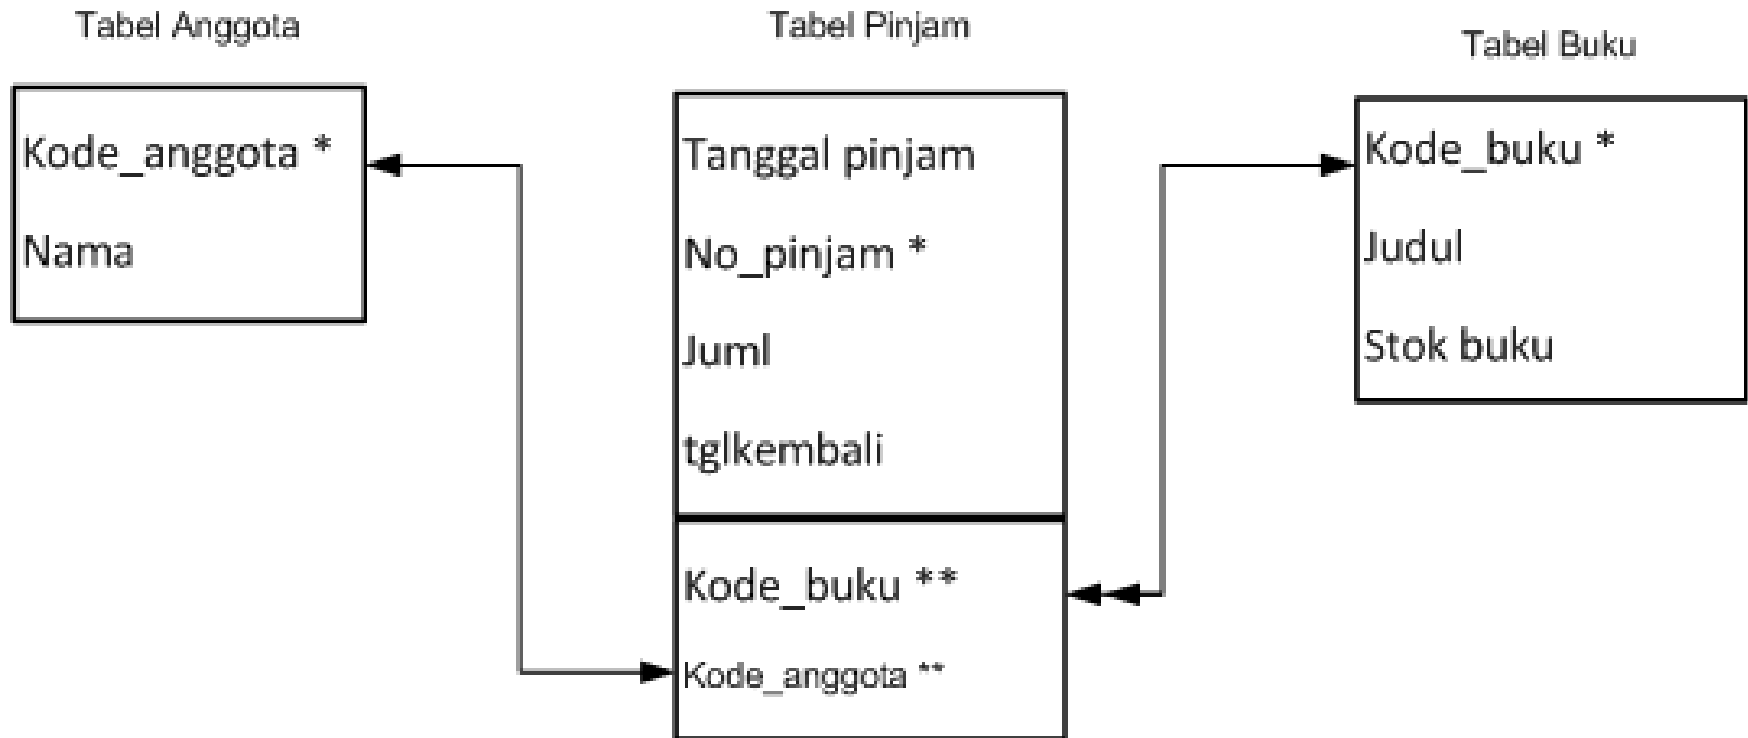 Tabel Anggota
Kode_anggota *
Nama
Tabel Pinjam
Tanggal pinjam
No_pinjam *
Juml
tglkembali
Kode_buku **
Kode_anggota **
Tabel Buku
Kode_buku *
Judul
Stok buku